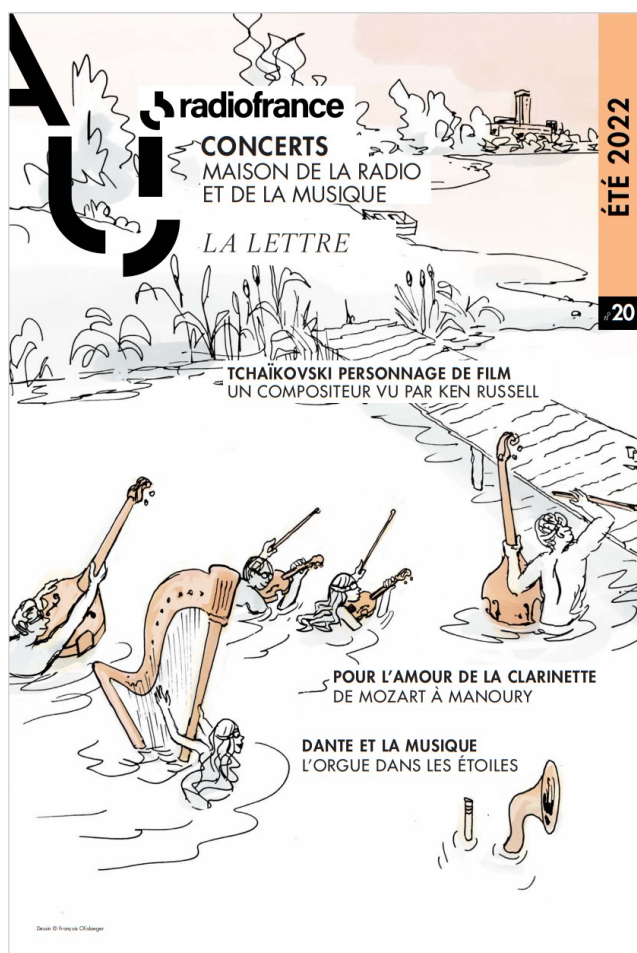 AU
radiofrance
CONCERTS
MAISON DE LA RADIO
ET DE LA MUSIQUE
LA LETTRE
ÉTÉ 2022
n° 20
TCHAÏKOVSKI PERSONNAGE DE FILM
UN COMPOSITEUR VU PAR KEN RUSSELL
POUR L’AMOUR DE LA CLARINETTE
DE MOZART À MANOURY
DANTE ET LA MUSIQUE
L’ORGUE DANS LES ÉTOILES
Dessin © François Olislaeger